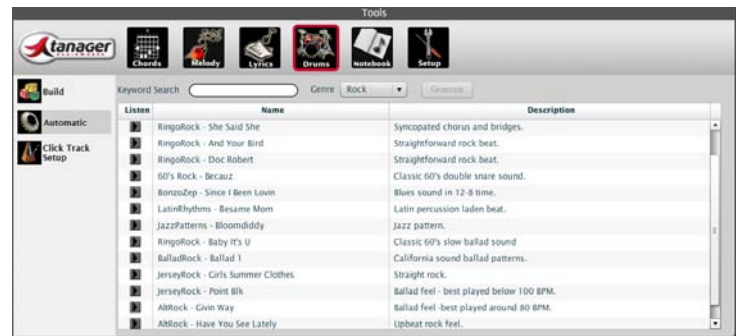 Tools
tanager
Chords Melody Lyrics Drums Notebook Setup
Build
Automatic
Click Track
Setup
Keyword Search Genre Rock Generate
Listen Name Description
RingoRock - She Said She Syncopated chorus and bridges.
RingoRock - And Your Bird Straightforward rock beat.
RingoRock - Doc Robert Straightforward rock beat.
60's Rock - Becauz Classic 60's double snare sound.
BonzoZep - Since I Been Lovin Blues sound in 12-8 time.
LatinRhythms - Besame Mom Latin percussion laden beat.
JazzPatterns - Bloomdiddy Jazz pattern.
RingoRock - Baby It's U Classic 60's slow ballad sound
BalladRock - Ballad 1 California sound ballad patterns.
JerseyRock - Girls Summer Clothes Straight rock.
JerseyRock - Point Blk Ballad feel - best played below 100 BPM.
AltRock - Givin Way Ballad feel -best played around 80 BPM.
AltRock - Have You See Lately Upbeat rock feel.